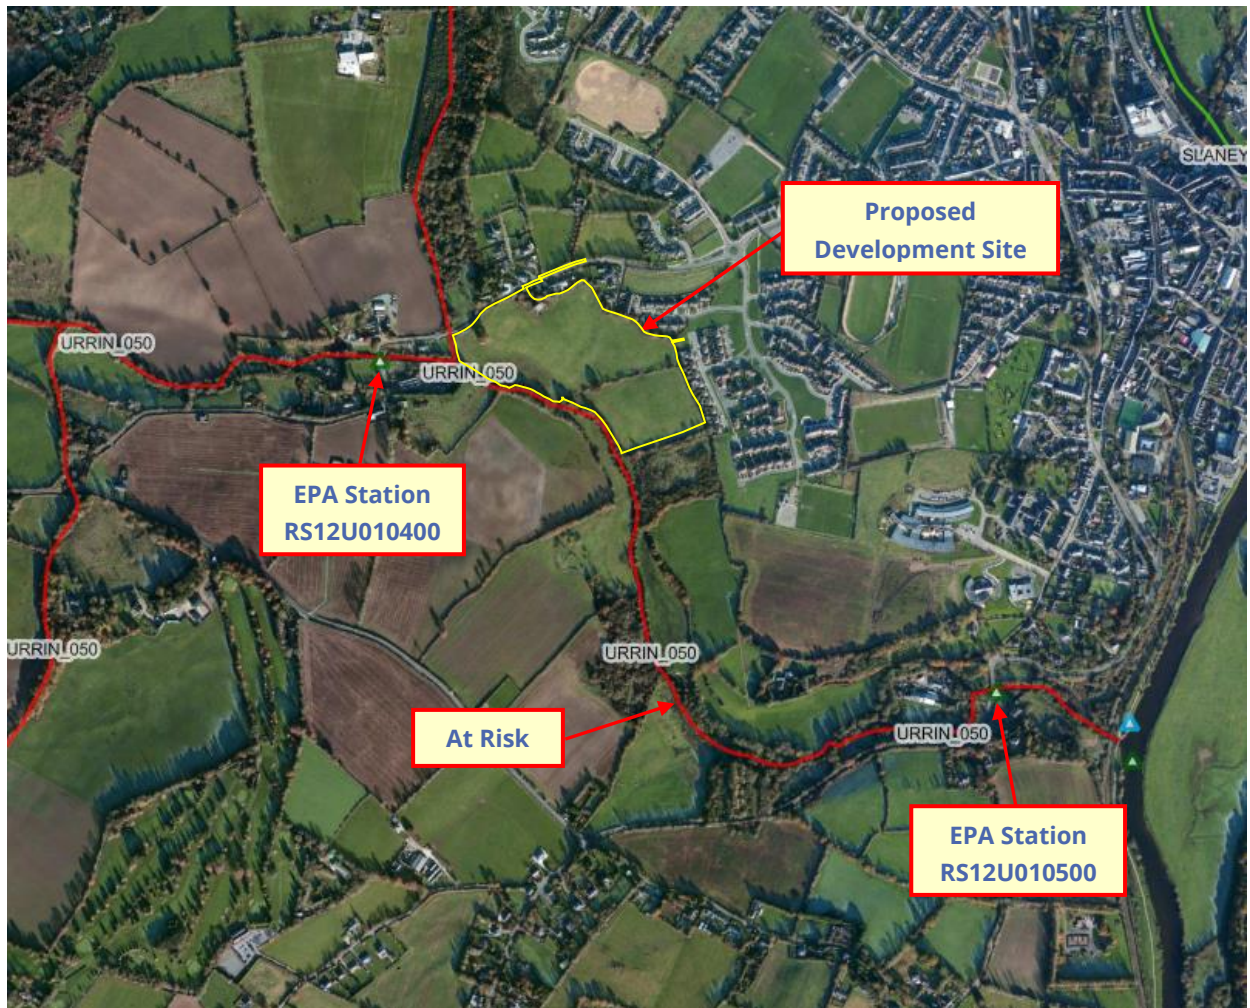 SLANEY
Proposed
Development Site
URRIN_050
URRIN_050
EPA Station
RS12U010400
URRIN_050
URRIN_050
At Risk
URRIN_050
EPA Station
RS12U010500